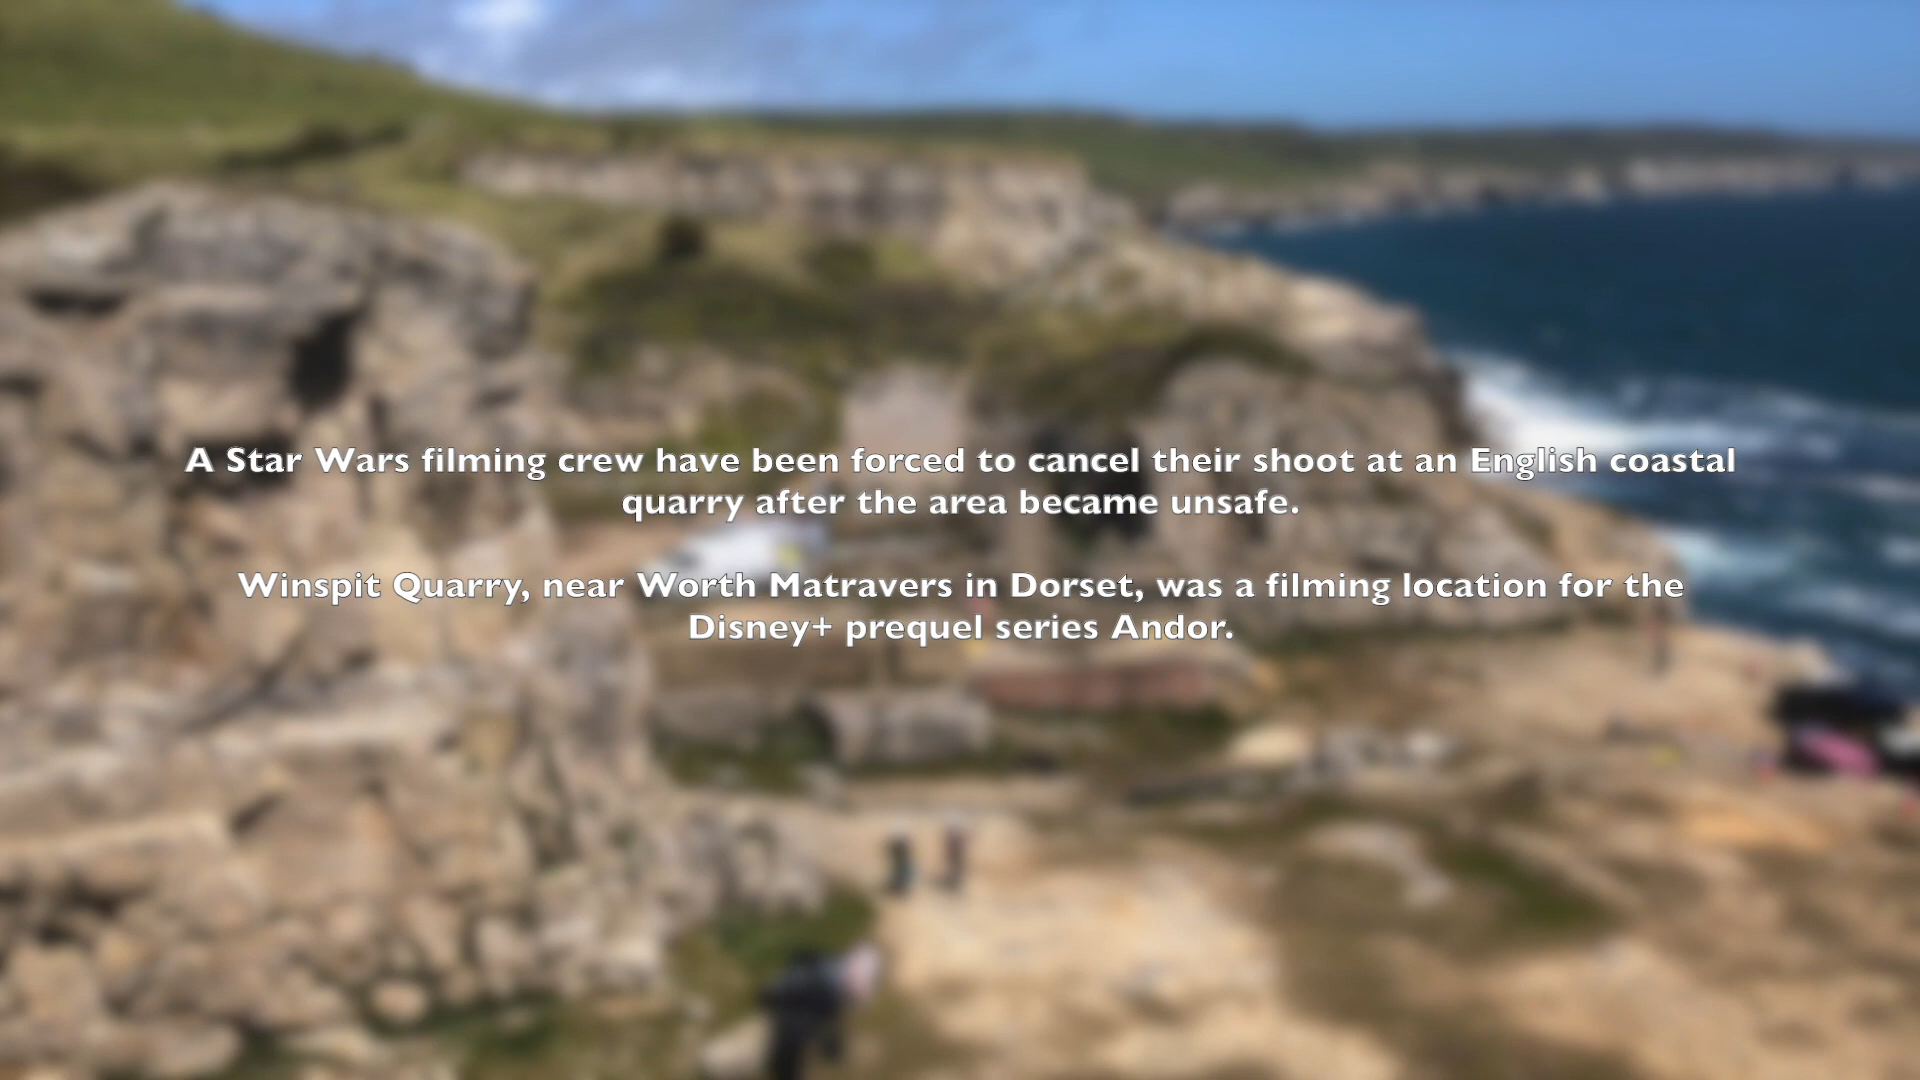 A Star Wars filming crew have been forced to cancel their shoot at an English coastal
quarry after the area became unsafe.
Winspit Quarry, near Worth Matravers in Dorset, was a filming location for the
Disney+ prequel series Andor.